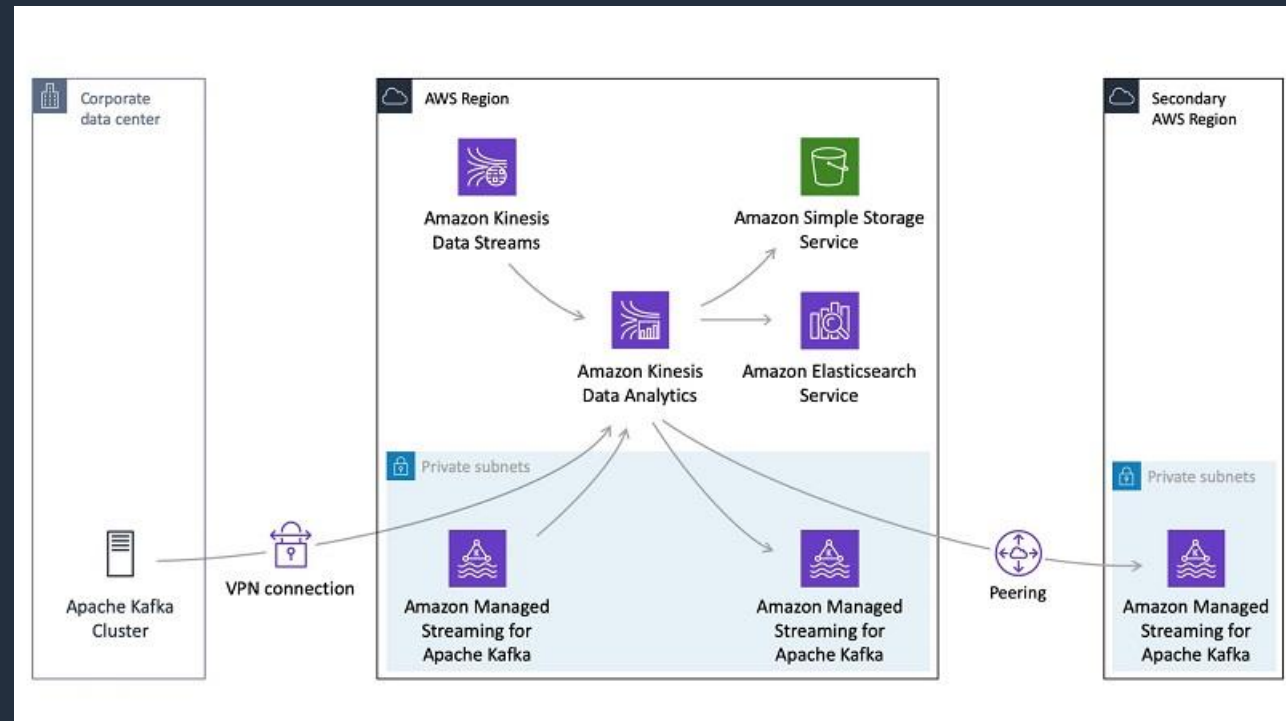 Corporate
data center
AWS Region
Secondary
AWS Region
Amazon Kinesis
Data Streams
Amazon Simple Storage
Service
Amazon Kinesis
Data Analytics
Amazon Elasticsearch
Service
Private subnets
Private subnets
VPN connection
Peering
Apache Kafka
Cluster
Amazon Managed
Streaming for
Apache Kafka
Amazon Managed
Streaming for
Apache Kafka
Amazon Managed
Streaming for
Apache Kafka